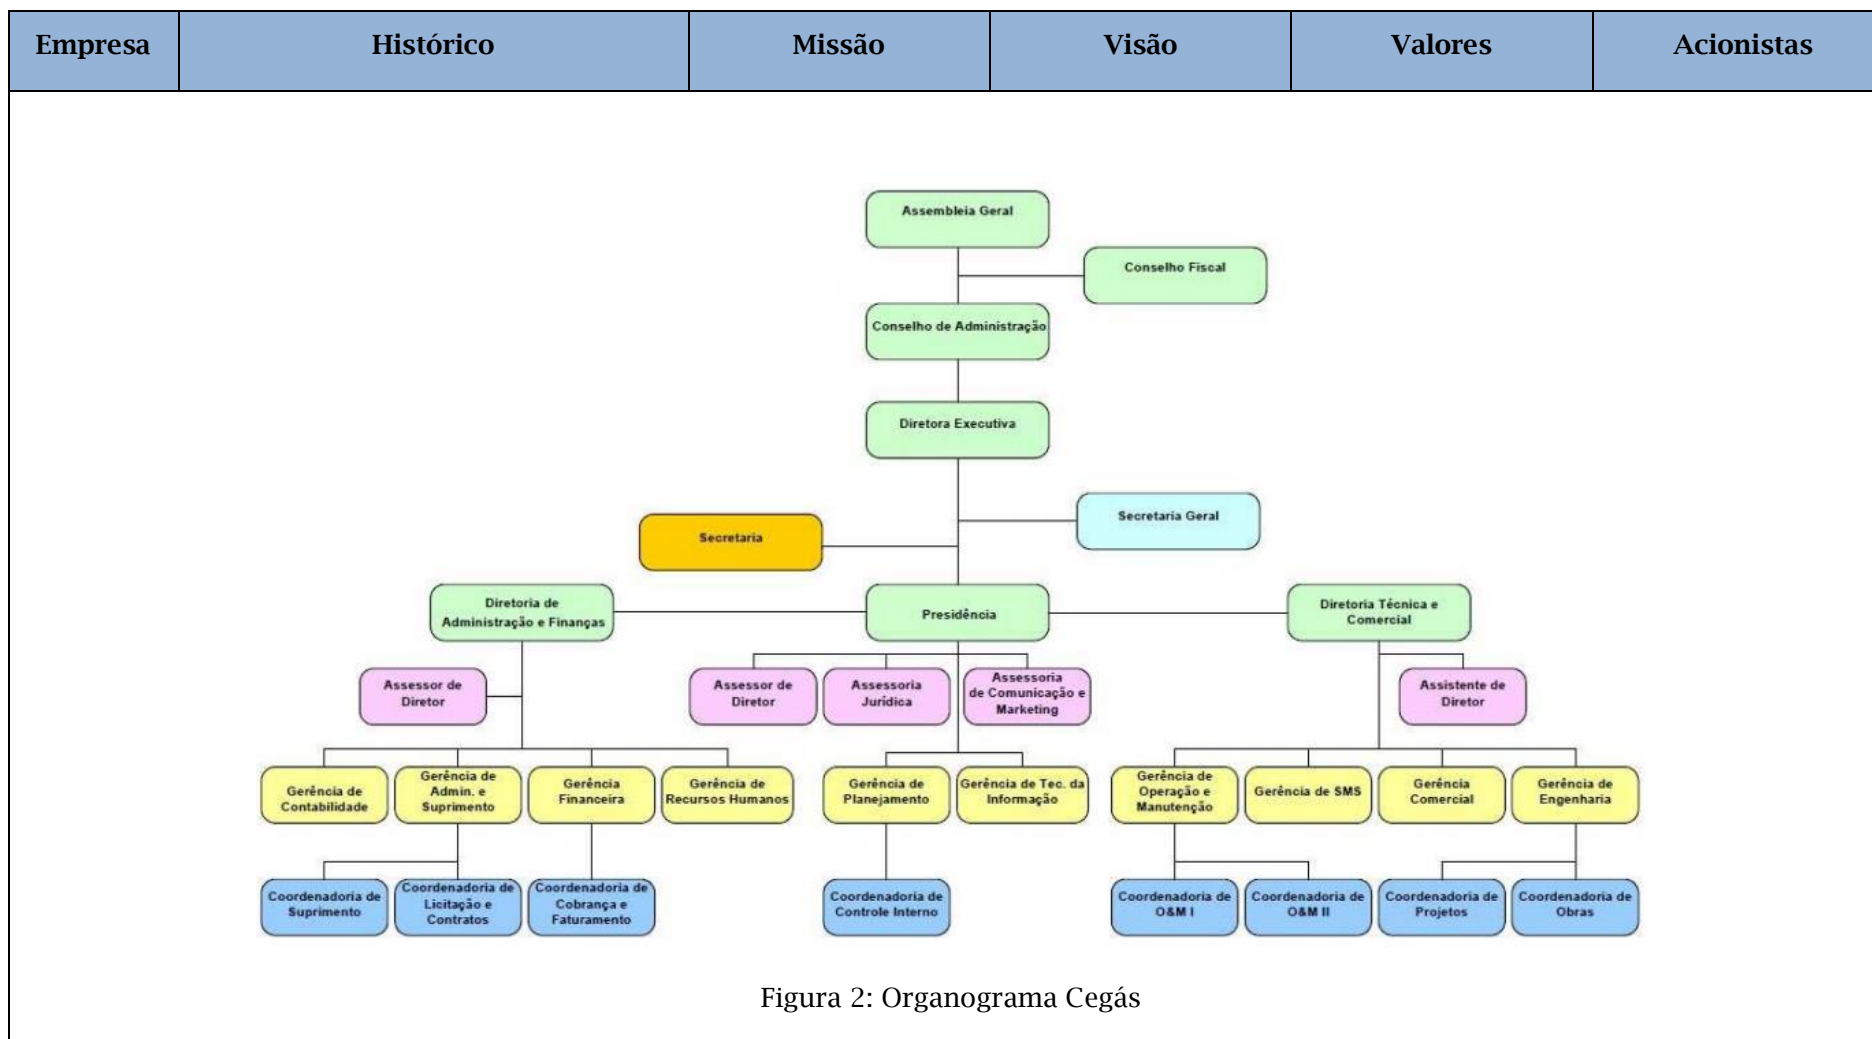 Empresa
Histórico
Missão
Visão
Valores
Acionistas
Assembleia Geral
Conselho Fiscal
Conselho de Administração
Diretora Executiva
Secretaria Geral
Secretaria
Diretoria de
Administração e Finanças
Presidência
Diretoria Técnica e
Comercial
Assessor de
Diretor
Assessor de
Diretor
Assessoria
Jurídica
Assessoria
de Comunicação e
Marketing
Assistente de
Diretor
Gerência de
Contabilidade
Gerência de
Admin. e
Suprimento
Gerência
Financeira
Gerência de
Recursos Humanos
Gerência de
Planejamento
Gerência de Tec. da
Informação
Gerência de
Operação e
Manutenção
Gerência de SMS
Gerência
Comercial
Gerência de
Engenharia
Coordenadoria de
Suprimento
Coordenadoria de
Licitação e
Contratos
Coordenadoria de
Cobrança e
Faturamento
Coordenadoria de
Controle Interno
Coordenadoria de
O&M I
Coordenadoria de
O&M II
Coordenadoria de
Projetos
Coordenadoria de
Obras
Figura 2: Organograma Cegás